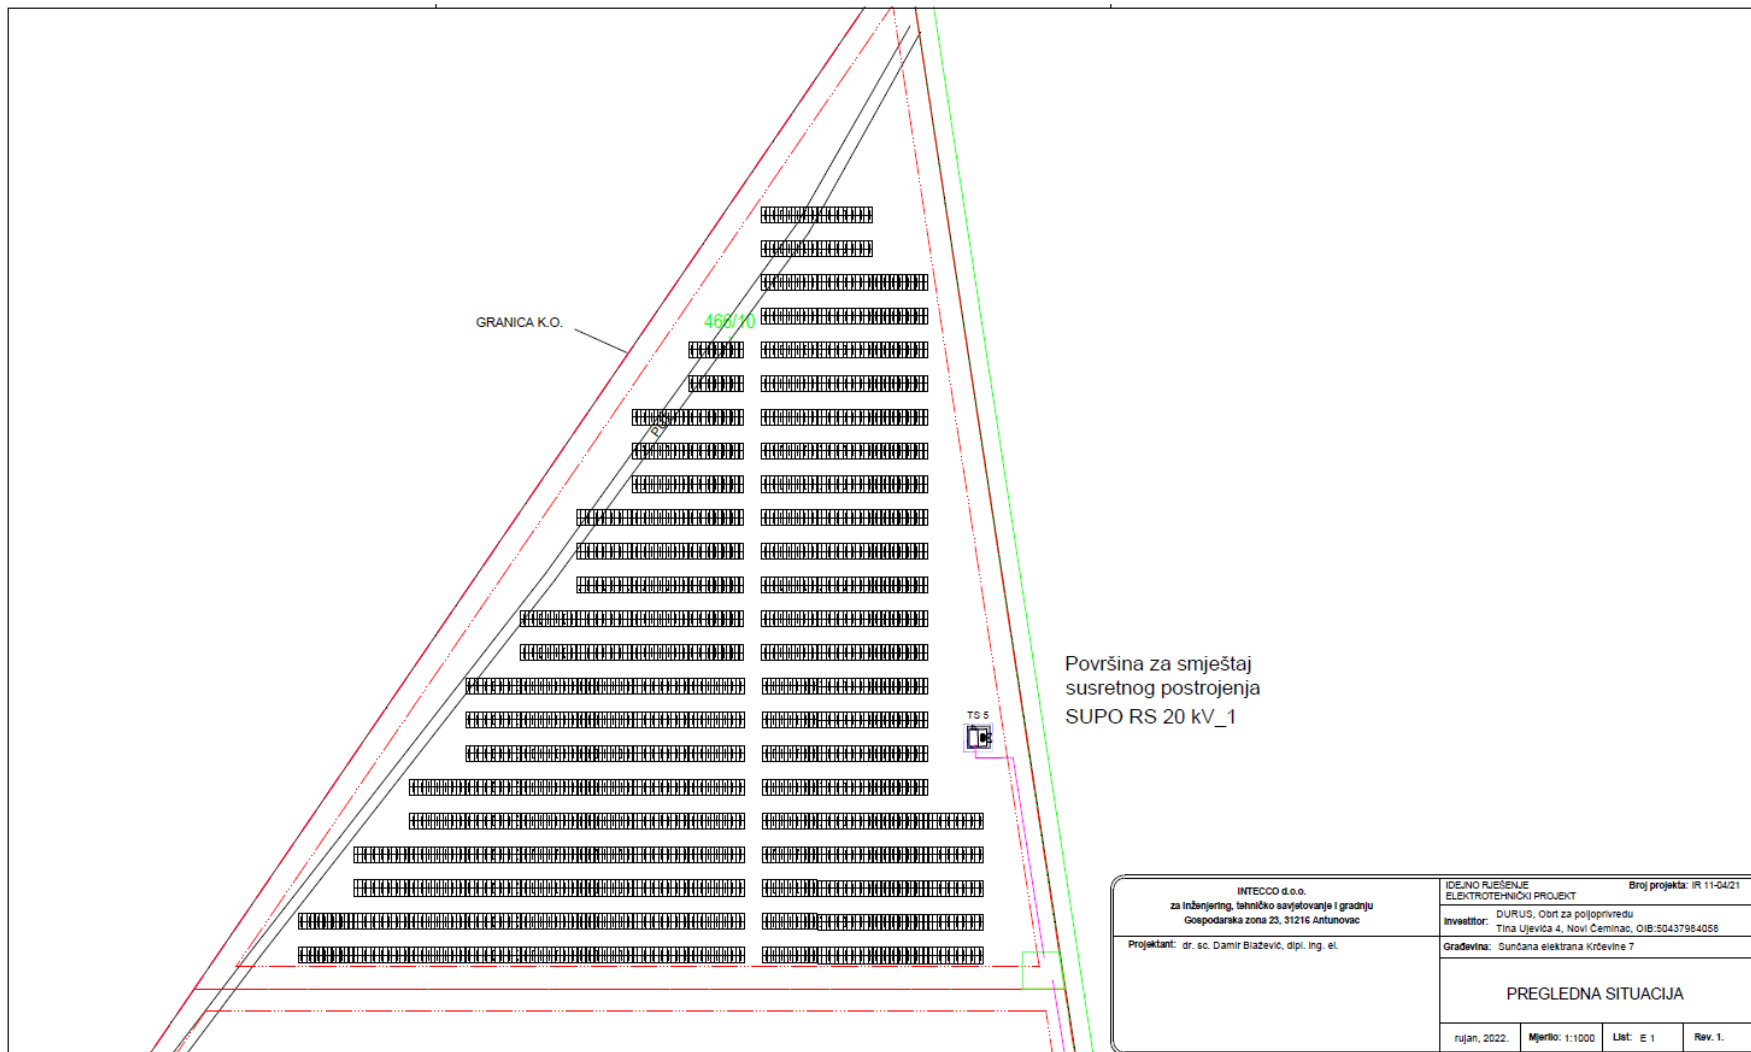 GRANICA K.O.
466/10
PUT
TS 5
Površina za smještaj
susretnog postrojenja
SUPO RS 20 kV_1
INTECCO d.o.o.
za inženjering, tehničko savjetovanje i gradnju
Gospodarska zona 23, 31216 Antunovac
Projektant: dr. sc. Damir Blažević, dipl. ing. el.
IDEJNO RJEŠENJE
ELEKTROTEHNIČKI PROJEKT
Broj projekta: IR 11-04/21
Investitor: DURUS, Obrt za poljoprivredu
Tina Ujevića 4, Novi Čeminac, OIB:50437984058
Građevina: Sunčana elektrana Krčevine 7
PREGLEDNA SITUACIJA
rujan, 2022.
Mjerilo: 1:1000
List: E 1
Rev. 1.